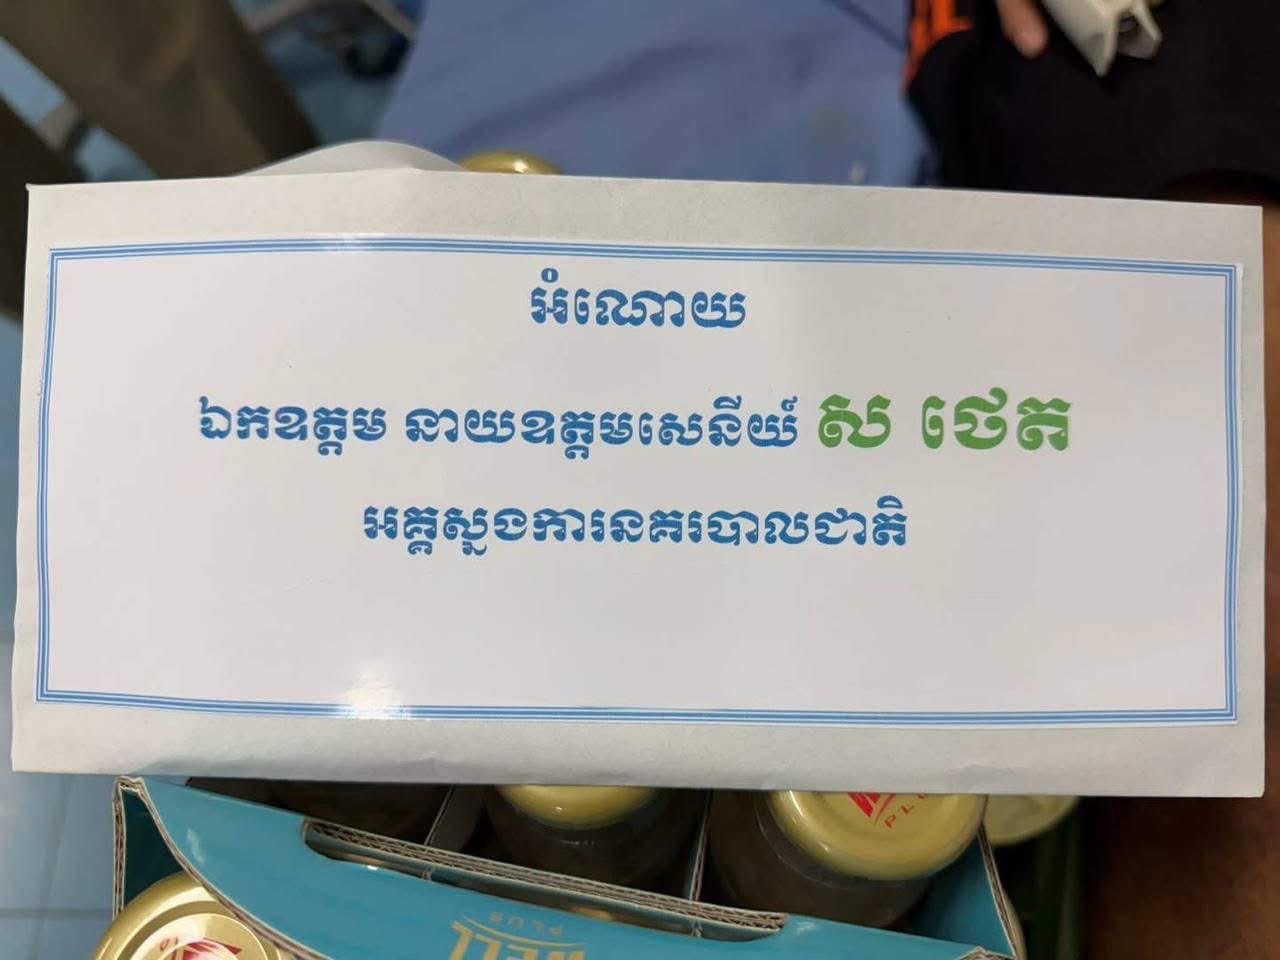 អំណោយ
ឯកឧត្តម នាយឧត្តមសេនីយ៍ ស ថេត
អគ្គស្នងការនគរបាលជាតិ
PLUS